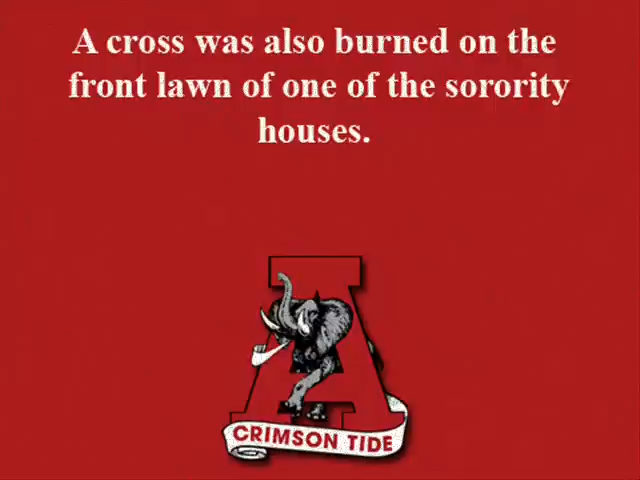 A cross was also burned on the
front lawn of one of the sorority
houses.
A
CRIMSON TIDE